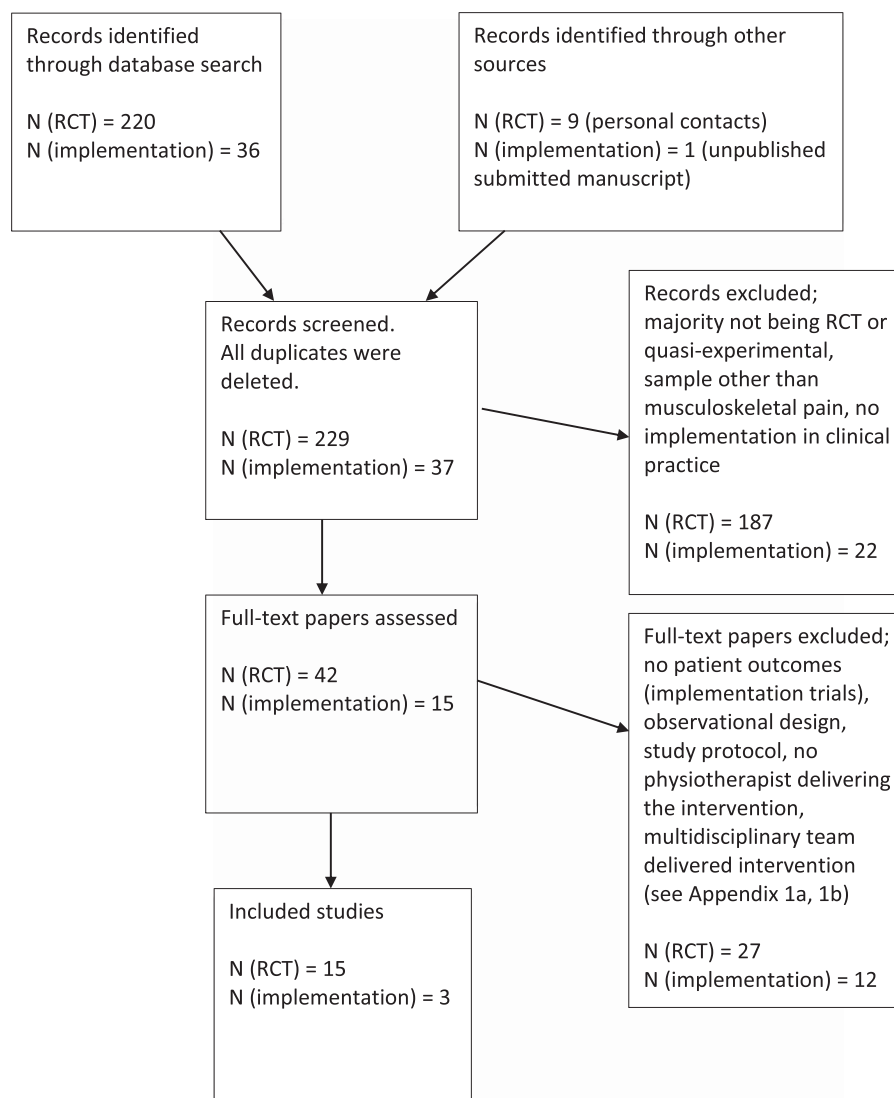 Records identified
through database search
N (RCT) = 220
N (implementation) = 36
Records identified through other
sources
N (RCT) = 9 (personal contacts)
N (implementation) = 1 (unpublished
submitted manuscript)
Records screened.
All duplicates were
deleted.
N (RCT) = 229
N (implementation) = 37
Records excluded;
majority not being RCT or
quasi-experimental,
sample other than
musculoskeletal pain, no
implementation in clinical
practice
N (RCT) = 187
N (implementation) = 22
Full-text papers assessed
N (RCT) = 42
N (implementation) = 15
Full-text papers excluded;
no patient outcomes
(implementation trials),
observational design,
study protocol, no
physiotherapist delivering
the intervention,
multidisciplinary team
delivered intervention
(see Appendix 1a, 1b)
N (RCT) = 27
N (implementation) = 12
Included studies
N (RCT) = 15
N (implementation) = 3